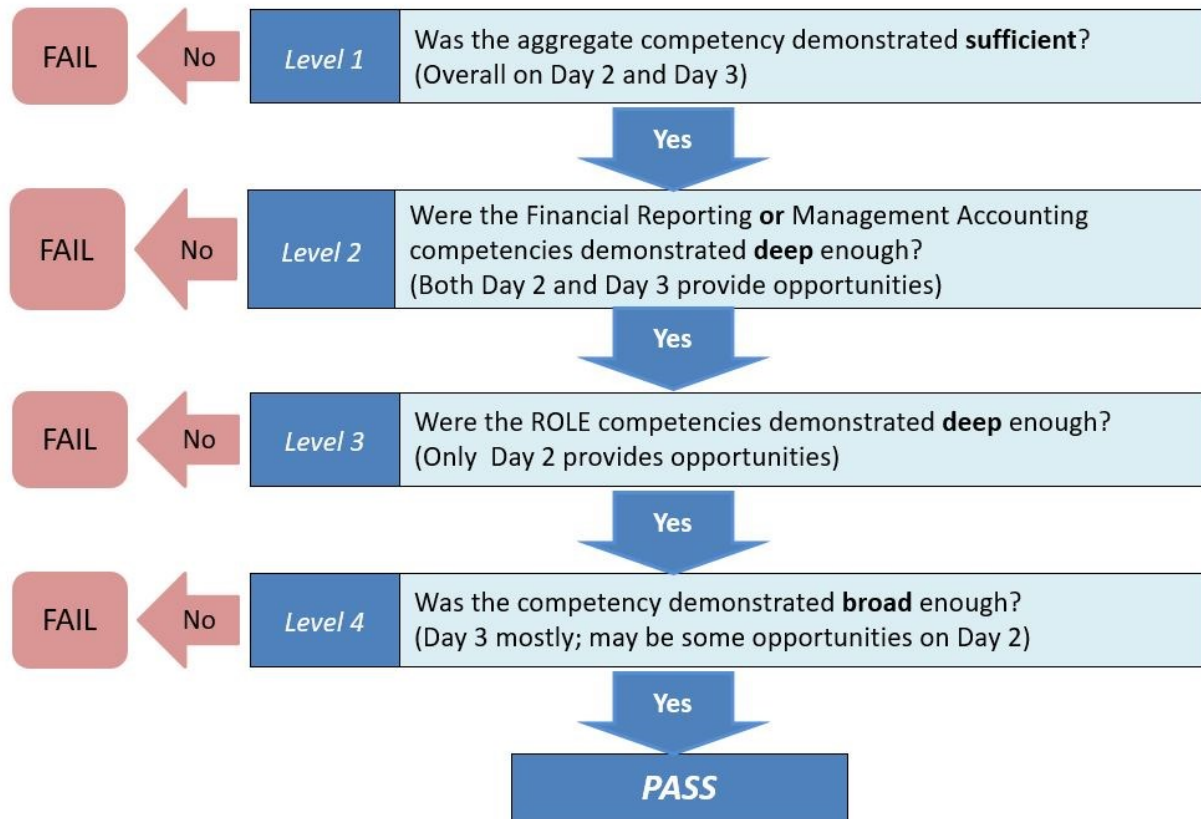 FAIL
No
Level 1
Was the aggregate competency demonstrated sufficient?
(Overall on Day 2 and Day 3)
Yes
FAIL
No
Level 2
Were the Financial Reporting or Management Accounting
competencies demonstrated deep enough?
(Both Day 2 and Day 3 provide opportunities)
Yes
FAIL
No
Level 3
Were the ROLE competencies demonstrated deep enough?
(Only Day 2 provides opportunities)
Yes
FAIL
No
Level 4
Was the competency demonstrated broad enough?
(Day 3 mostly; may be some opportunities on Day 2)
Yes
PASS